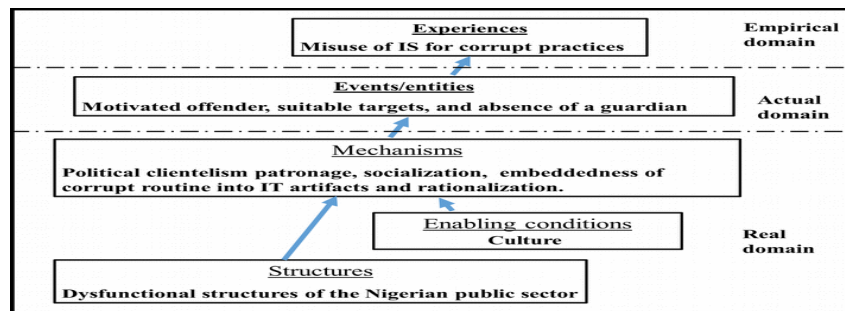 Experiences
Misuse of IS for corrupt practices
Empirical
domain
Events/entities
Motivated offender, suitable targets, and absence of a guardian
Actual
domain
Mechanisms
Political clientelism patronage, socialization, embeddedness of
corrupt routine into IT artifacts and rationalization.
Enabling conditions
Culture
Real
domain
Structures
Dysfunctional structures of the Nigerian public sector